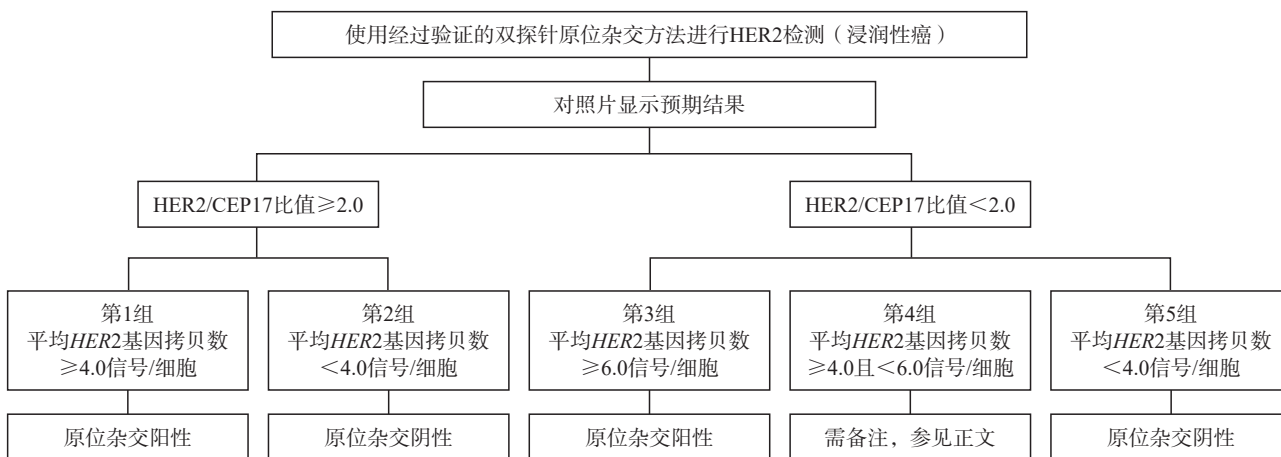 使用经过验证的双探针原位杂交方法进行HER2检测（浸润性癌）
对照片显示预期结果
HER2/CEP17比值≥2.0
HER2/CEP17比值＜2.0
第1组
平均HER2基因拷贝数
≥4.0信号/细胞
第2组
平均HER2基因拷贝数
＜4.0信号/细胞
第3组
平均HER2基因拷贝数
≥6.0信号/细胞
第4组
平均HER2基因拷贝数
≥4.0且＜6.0信号/细胞
第5组
平均HER2基因拷贝数
＜4.0信号/细胞
原位杂交阳性
原位杂交阴性
原位杂交阳性
需备注，参见正文
原位杂交阴性